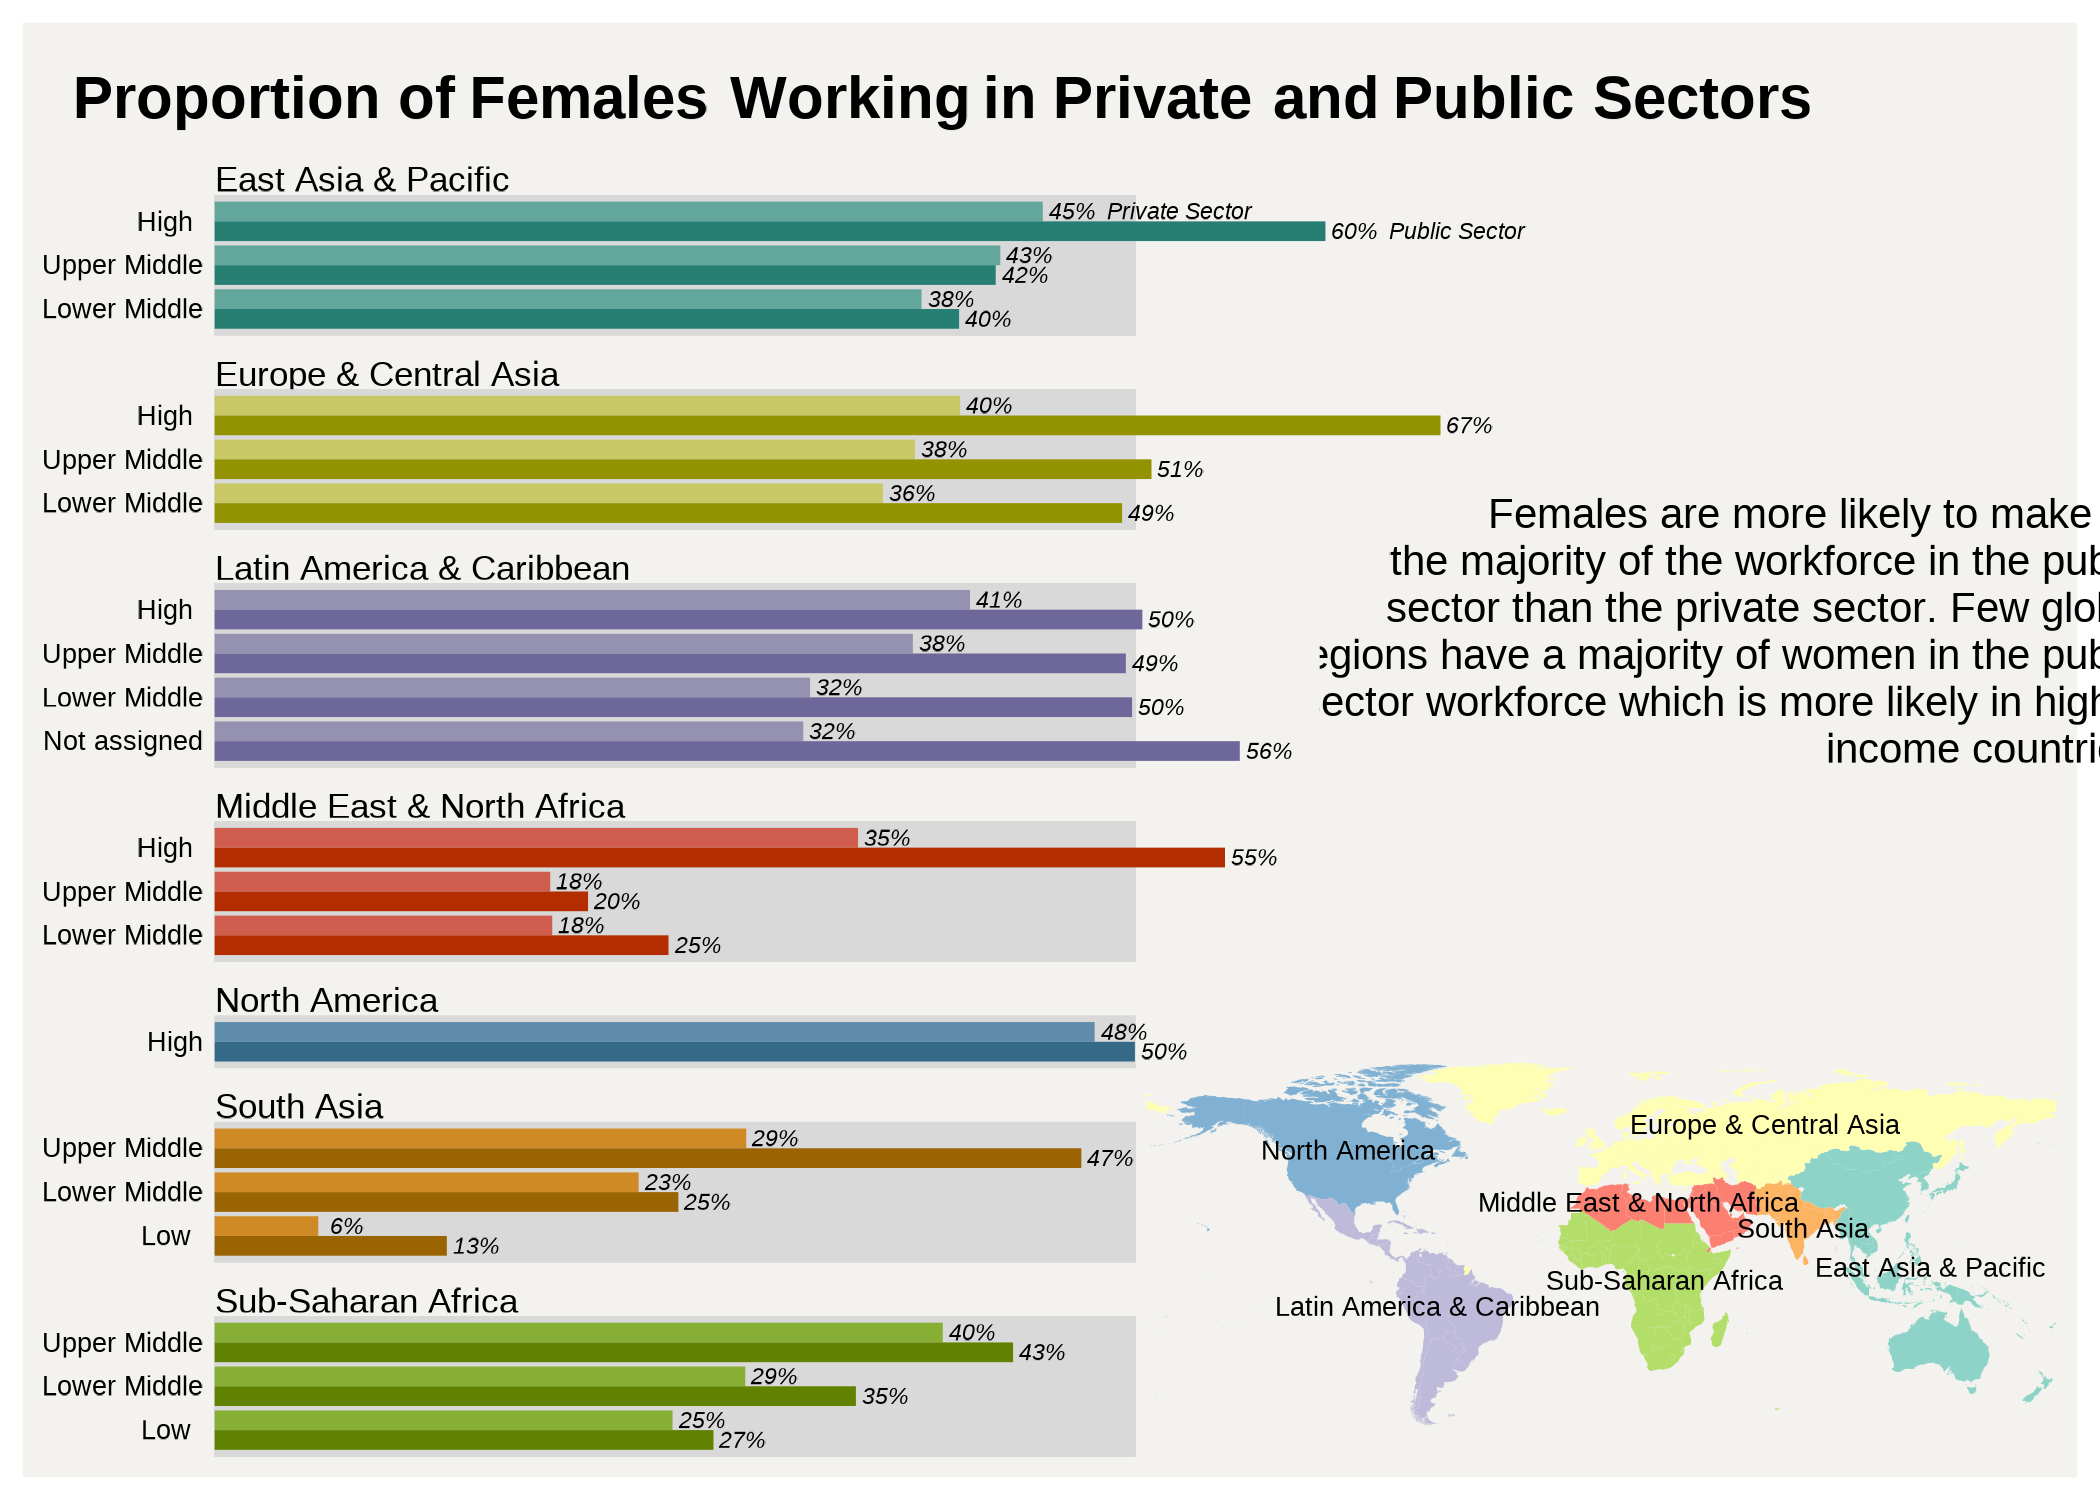 Proportion of Females Working in Private and Public Sectors
East Asia & Pacific
High
45% Private Sector
60% Public Sector
Upper Middle
43%
42%
Lower Middle
38%
40%
Europe & Central Asia
High
40%
67%
Upper Middle
38%
51%
Lower Middle
36%
49%
Latin America & Caribbean
High
41%
50%
Upper Middle
38%
49%
Lower Middle
32%
50%
Not assigned
32%
56%
Middle East & North Africa
High
35%
55%
Upper Middle
18%
20%
Lower Middle
18%
25%
North America
High
48%
50%
South Asia
Upper Middle
29%
47%
Lower Middle
23%
25%
Low
6%
13%
Sub-Saharan Africa
Upper Middle
40%
43%
Lower Middle
29%
35%
Low
25%
27%
Females are more likely to make
the majority of the workforce in the pub
sector than the private sector. Few glo
egions have a majority of women in the pub
ector workforce which is more likely in high
income countri
Europe & Central Asia
North America
Middle East & North Africa
South Asia
East Asia & Pacific
Sub-Saharan Africa
Latin America & Caribbean